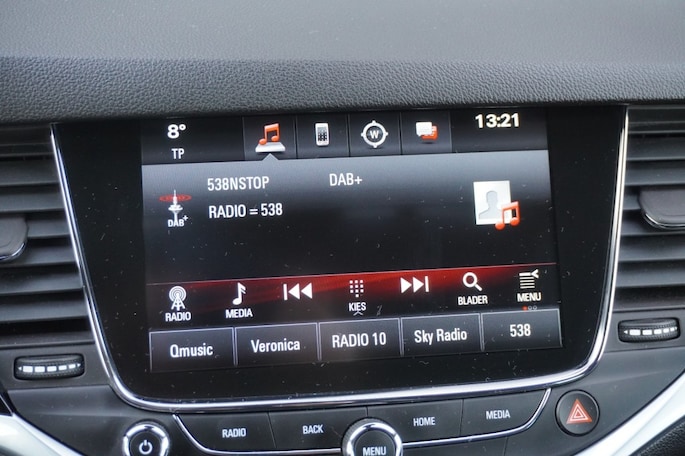 8°
TP
W
13:21
538NSTOP DAB+
RADIO = 538
DAB+
RADIO MEDIA KIES BLADER MENU
Qmusic Veronica RADIO 10 Sky Radio 538
RADIO BACK MENU HOME MEDIA